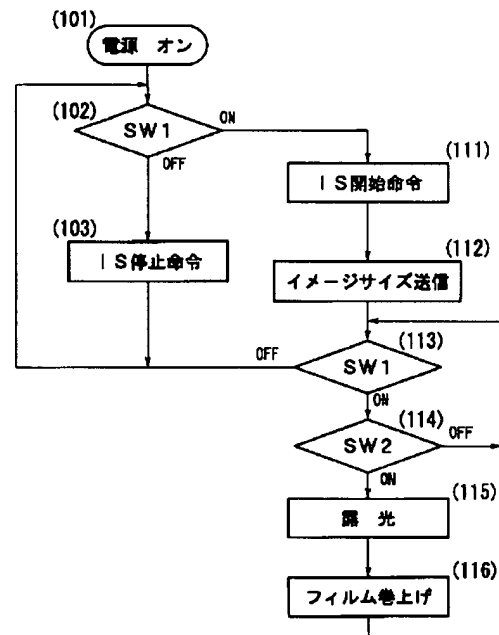 (101)
電源 オン
(102)
SW1
ON
OFF
(111)
IS開始命令
(103)
IS停止命令
(112)
イメージサイズ送信
(113)
OFF
SW1
ON
(114)
SW2
OFF
ON
(115)
露 光
(116)
フィルム巻上げ